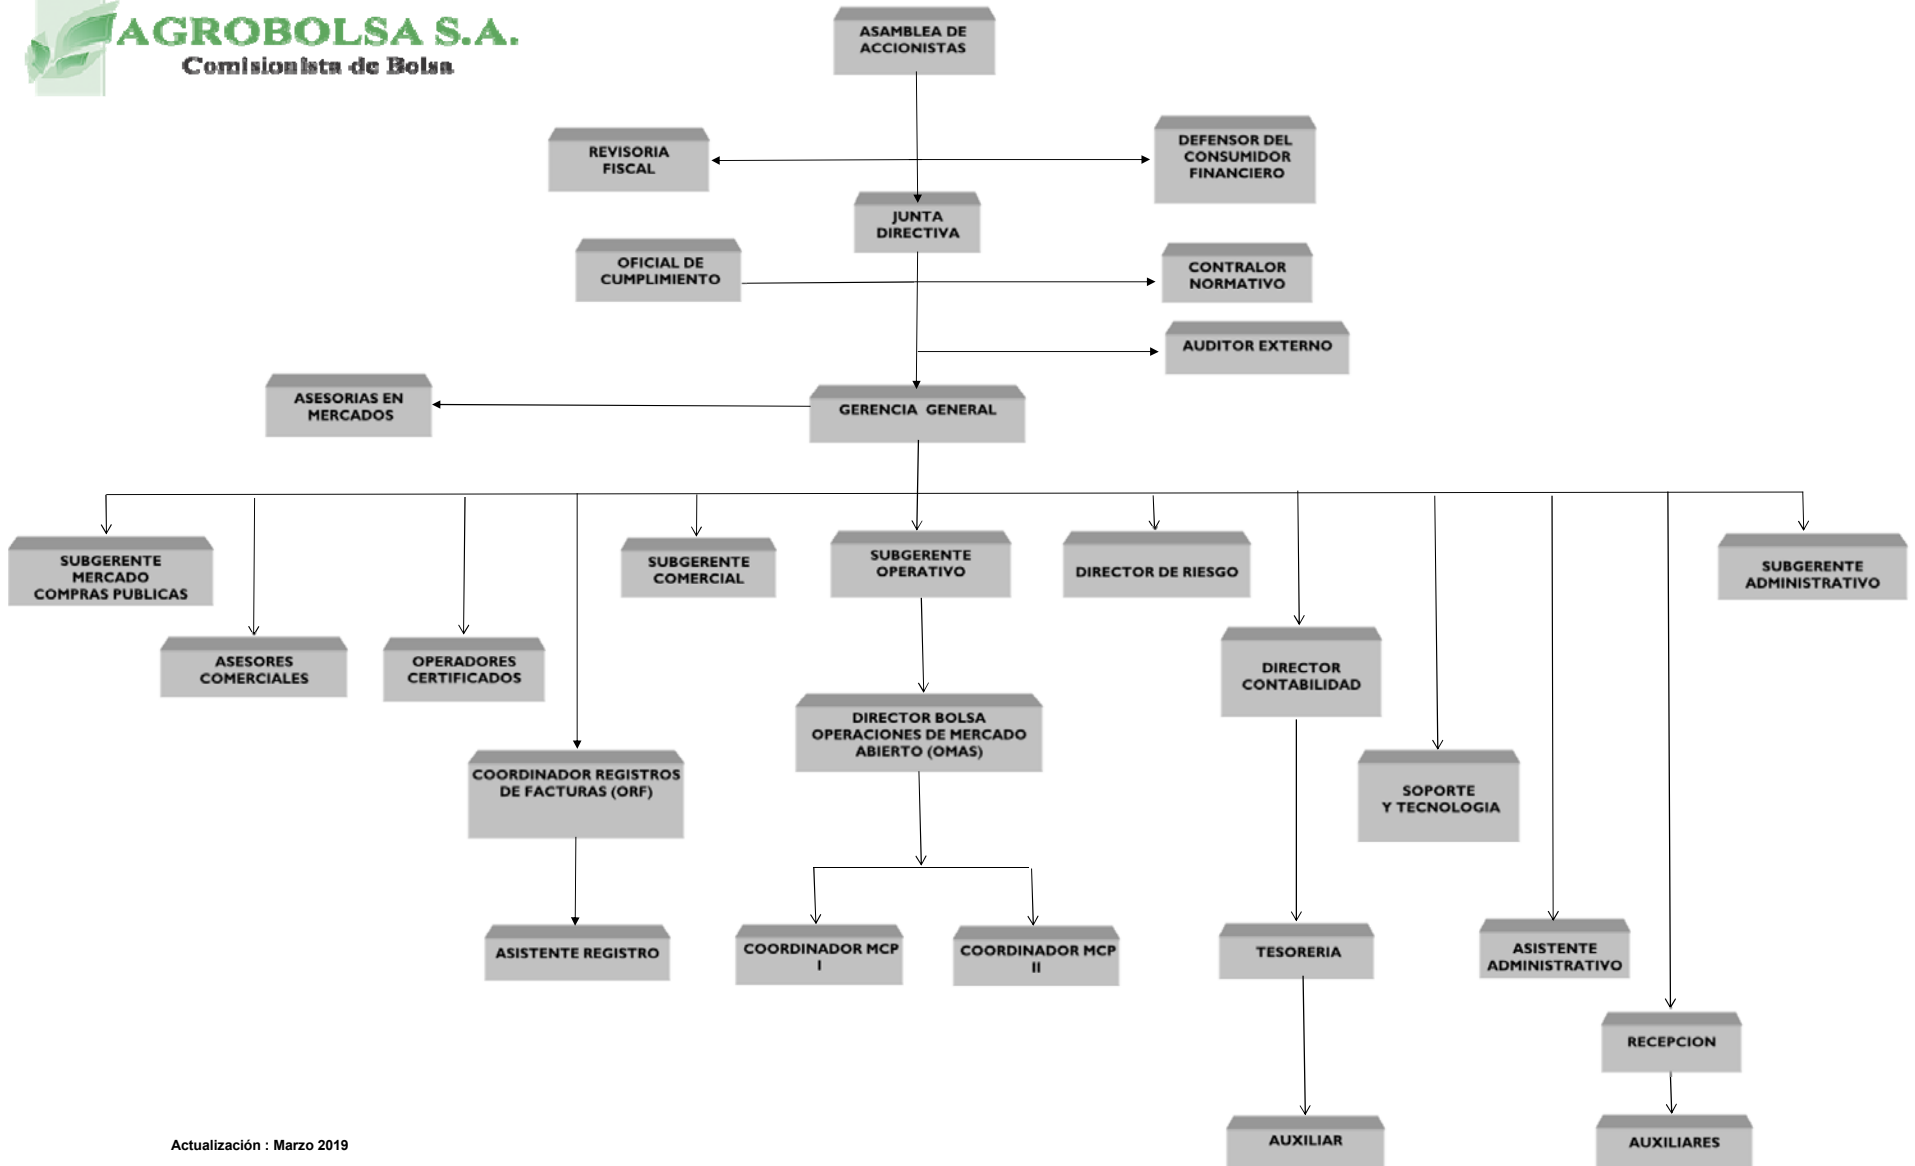 AGROBOLSA S.A.
Comisionista de Bolsa
ASAMBLEA DE
ACCIONISTAS
REVISORIA
FISCAL
DEFENSOR DEL
CONSUMIDOR
FINANCIERO
JUNTA
DIRECTIVA
OFICIAL DE
CUMPLIMIENTO
CONTRALOR
NORMATIVO
AUDITOR EXTERNO
ASESORIAS EN
MERCADOS
GERENCIA GENERAL
SUBGERENTE
MERCADO
COMPRAS PUBLICAS
SUBGERENTE
COMERCIAL
SUBGERENTE
OPERATIVO
DIRECTOR DE RIESGO
SUBGERENTE
ADMINISTRATIVO
ASESORES
COMERCIALES
OPERADORES
CERTIFICADOS
DIRECTOR
CONTABILIDAD
DIRECTOR BOLSA
OPERACIONES DE MERCADO
ABIERTO (OMAS)
COORDINADOR REGISTROS
DE FACTURAS (ORF)
SOPORTE
Y TECNOLOGIA
ASISTENTE REGISTRO
COORDINADOR MCP
I
COORDINADOR MCP
II
TESORERIA
ASISTENTE
ADMINISTRATIVO
RECEPCION
AUXILIAR
AUXILIARES
Actualización : Marzo 2019